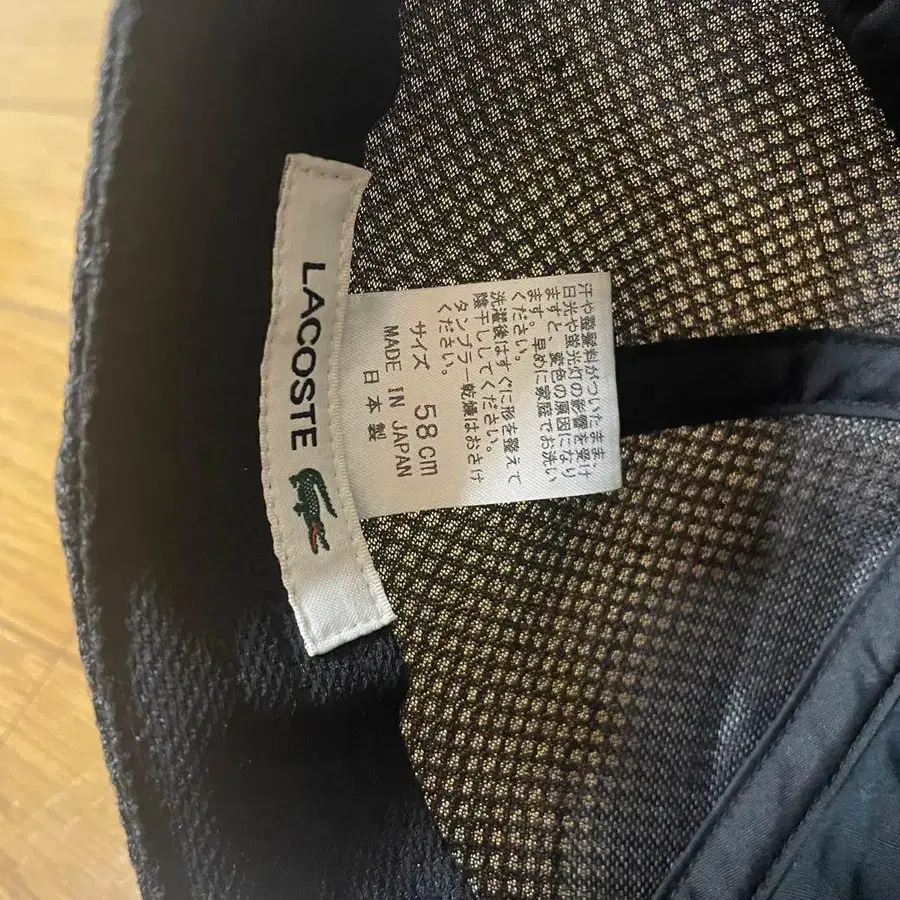 LACOSTE
汗や整髪料がついたまま、
日光や蛍光灯の影響を受け
ますと、変色の原因になり
ます。早めに家庭でお洗い
ください。
洗濯後はすぐに形を整えて
陰干ししてください。
タンブラー乾燥はおさけ
ください。
サイズ 58cm
MADE IN JAPAN
日本製